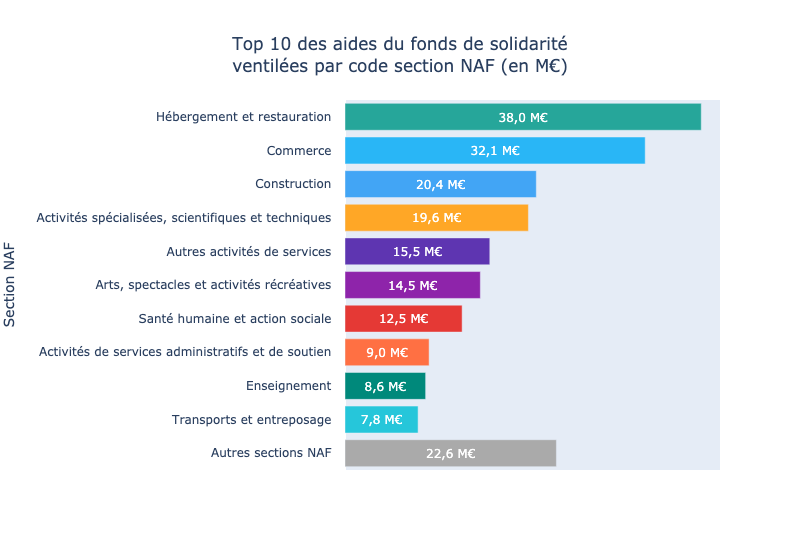 Top 10 des aides du fonds de solidarité
ventilées par code section NAF (en M€)
Section NAF
Hébergement et restauration 38,0 M€
Commerce 32,1 M€
Construction 20,4 M€
Activités spécialisées, scientifiques et techniques 19,6 M€
Autres activités de services 15,5 M€
Arts, spectacles et activités récréatives 14,5 M€
Santé humaine et action sociale 12,5 M€
Activités de services administratifs et de soutien 9,0 M€
Enseignement 8,6 M€
Transports et entreposage 7,8 M€
Autres sections NAF 22,6 M€